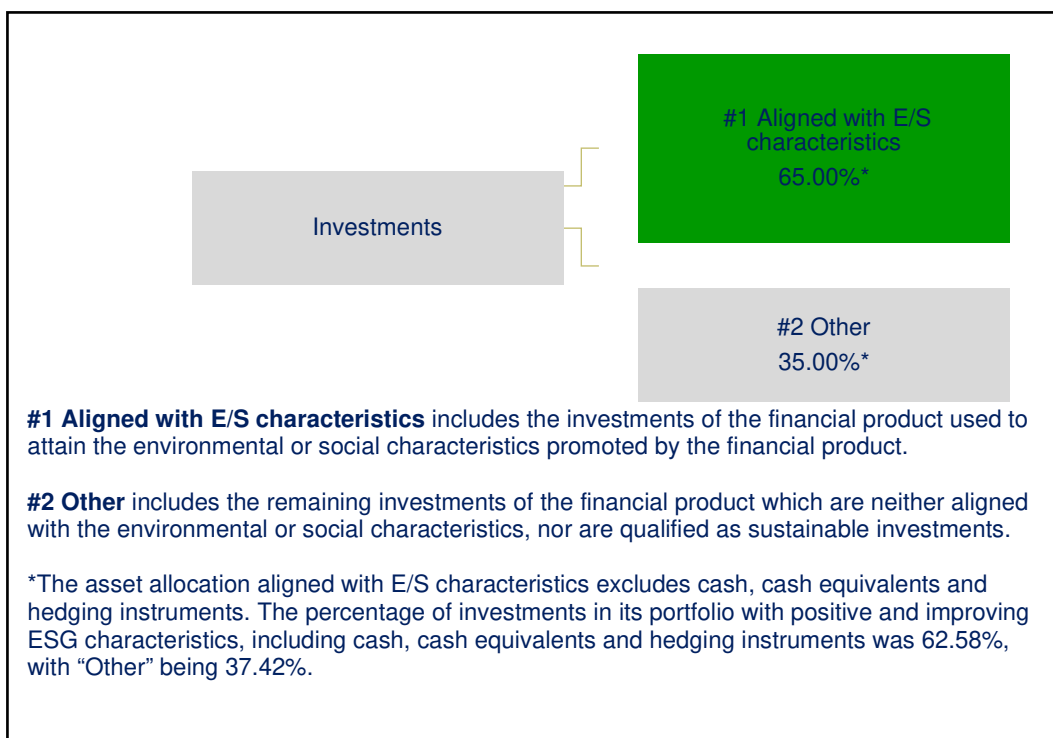 #1 Aligned with E/S
characteristics
65.00%*
Investments
#2 Other
35.00%*
#1 Aligned with E/S characteristics includes the investments of the financial product used to
attain the environmental or social characteristics promoted by the financial product.
#2 Other includes the remaining investments of the financial product which are neither aligned
with the environmental or social characteristics, nor are qualified as sustainable investments.
*The asset allocation aligned with E/S characteristics excludes cash, cash equivalents and
hedging instruments. The percentage of investments in its portfolio with positive and improving
ESG characteristics, including cash, cash equivalents and hedging instruments was 62.58%,
with “Other” being 37.42%.